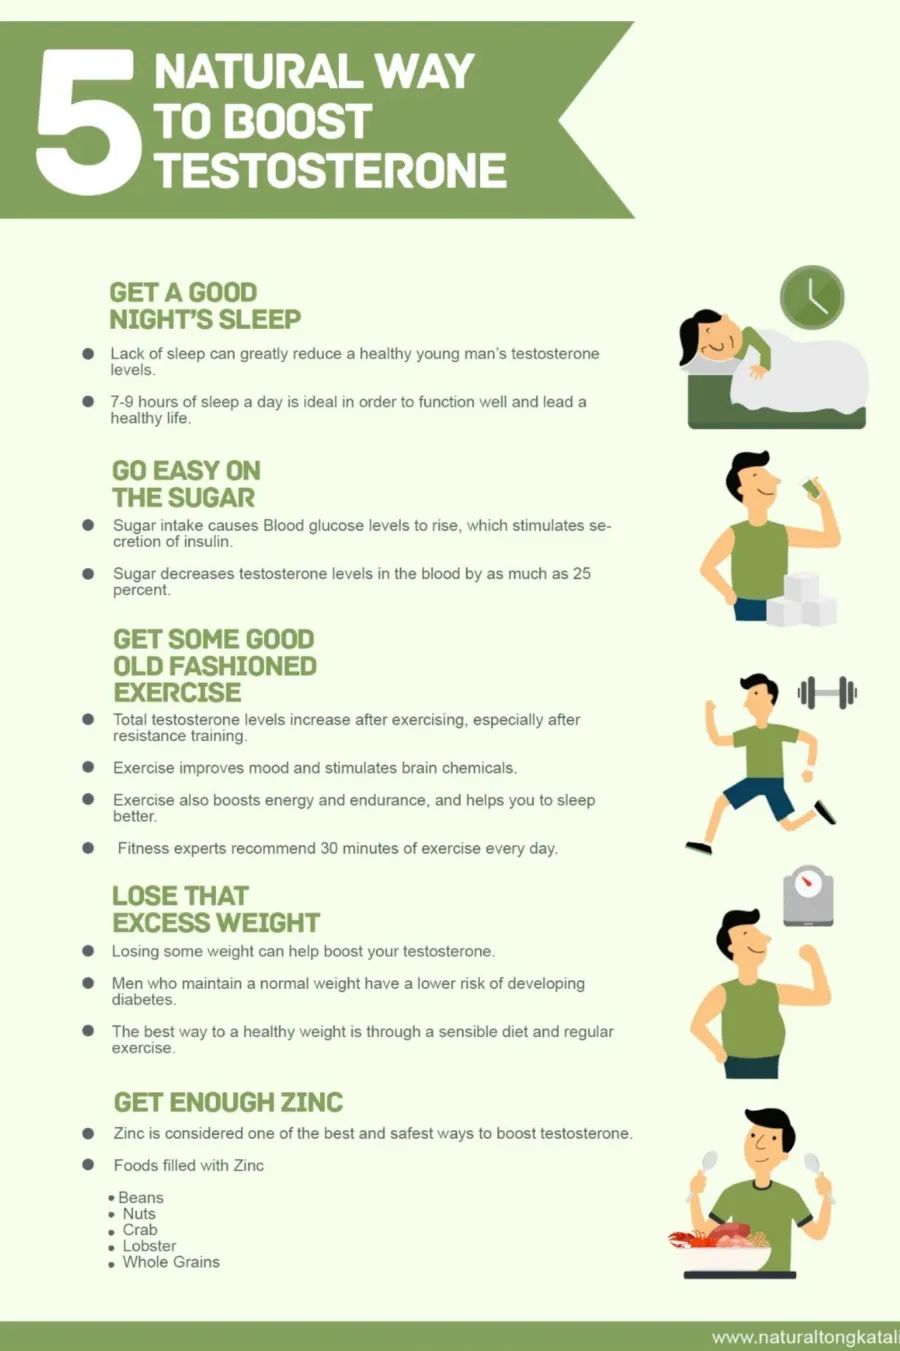 5
NATURAL WAY
TO BOOST
TESTOSTERONE
GET A GOOD
NIGHT'S SLEEP
● Lack of sleep can greatly reduce a healthy young man's testosterone
levels.
● 7-9 hours of sleep a day is ideal in order to function well and lead a
healthy life.
GO EASY ON
THE SUGAR
● Sugar intake causes Blood glucose levels to rise, which stimulates se-
cretion of insulin.
● Sugar decreases testosterone levels in the blood by as much as 25
percent.
GET SOME GOOD
OLD FASHIONED
EXERCISE
● Total testosterone levels increase after exercising, especially after
resistance training.
● Exercise improves mood and stimulates brain chemicals.
● Exercise also boosts energy and endurance, and helps you to sleep
better.
● Fitness experts recommend 30 minutes of exercise every day.
LOSE THAT
EXCESS WEIGHT
● Losing some weight can help boost your testosterone.
● Men who maintain a normal weight have a lower risk of developing
diabetes.
● The best way to a healthy weight is through a sensible diet and regular
exercise.
GET ENOUGH ZINC
● Zinc is considered one of the best and safest ways to boost testosterone.
● Foods filled with Zinc
• Beans
• Nuts
• Crab
• Lobster
• Whole Grains
www.naturaltongkatali